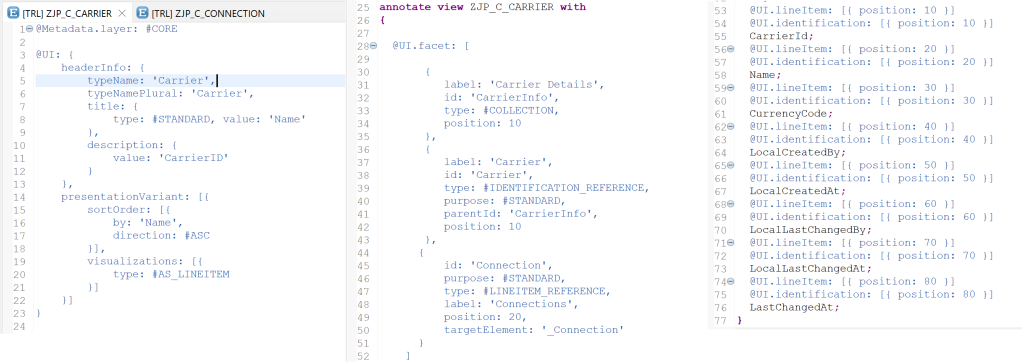 [TRL] ZJP_C_CARRIER
[TRL] ZJP_C_CONNECTION
1 @Metadata.layer: #CORE
2
3 @UI: {
4 headerInfo: {
5 typeName: 'Carrier',
6 typeNamePlural: 'Carrier',
7 title: {
8 type: #STANDARD, value: 'Name'
9 },
10 description: {
11 value: 'CarrierID'
12 }
13 },
14 presentationVariant: [{
15 sortOrder: [{
16 by: 'Name',
17 direction: #ASC
18 }],
19 visualizations: [{
20 type: #AS_LINEITEM
21 }]
22 }]
23 }
24
25 annotate view ZJP_C_CARRIER with
26 {
27
28 @UI.facet: [
29
30 {
31 label: 'Carrier Details',
32 id: 'CarrierInfo',
33 type: #COLLECTION,
34 position: 10
35 },
36 {
37 label: 'Carrier',
38 id: 'Carrier',
39 type: #IDENTIFICATION_REFERENCE,
40 purpose: #STANDARD,
41 parentId: 'CarrierInfo',
42 position: 10
43 },
44 {
45 id: 'Connection',
46 purpose: #STANDARD,
47 type: #LINEITEM_REFERENCE,
48 label: 'Connections',
49 position: 20,
50 targetElement: '_Connection'
51 }
52 ]
53 @UI.lineItem: [{ position: 10 }]
54 @UI.identification: [{ position: 10 }]
55 CarrierId;
56 @UI.lineItem: [{ position: 20 }]
57 @UI.identification: [{ position: 20 }]
58 Name;
59 @UI.lineItem: [{ position: 30 }]
60 @UI.identification: [{ position: 30 }]
61 CurrencyCode;
62 @UI.lineItem: [{ position: 40 }]
63 @UI.identification: [{ position: 40 }]
64 LocalCreatedBy;
65 @UI.lineItem: [{ position: 50 }]
66 @UI.identification: [{ position: 50 }]
67 LocalCreatedAt;
68 @UI.lineItem: [{ position: 60 }]
69 @UI.identification: [{ position: 60 }]
70 LocalLastChangedBy;
71 @UI.lineItem: [{ position: 70 }]
72 @UI.identification: [{ position: 70 }]
73 LocalLastChangedAt;
74 @UI.lineItem: [{ position: 80 }]
75 @UI.identification: [{ position: 80 }]
76 LastChangedAt;
77 }